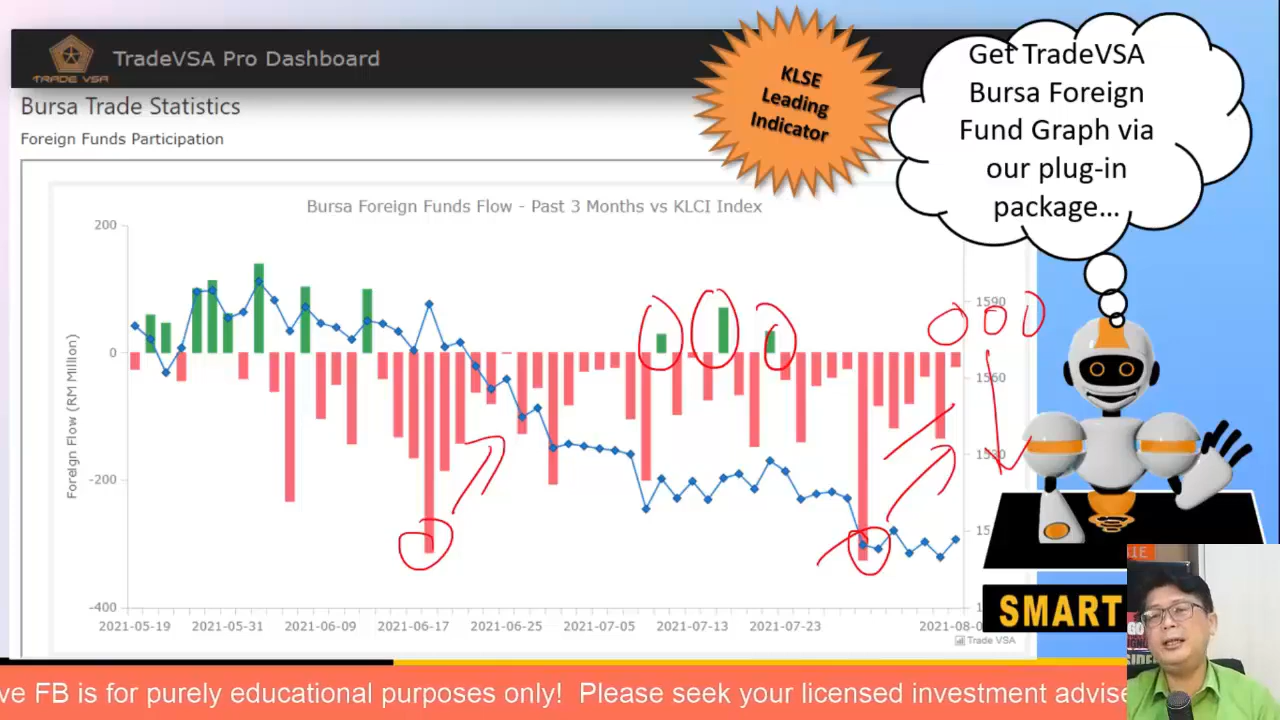 TRADE VSA
TradeVSA Pro Dashboard
KLSE
Leading
Indicator
Get TradeVSA
Bursa Foreign
Fund Graph via
our plug-in
package...
Bursa Trade Statistics
Foreign Funds Participation
Bursa Foreign Funds Flow - Past 3 Months vs KLCI Index
Foreign Flow (RM Million)
200
0
-200
-400
1590
1560
1530
2021-05-19
2021-05-31
2021-06-09
2021-06-17
2021-06-25
2021-07-05
2021-07-13
2021-07-23
Trade VSA
SMART
ve FB is for purely educational purposes only! Please seek your licensed investment advise